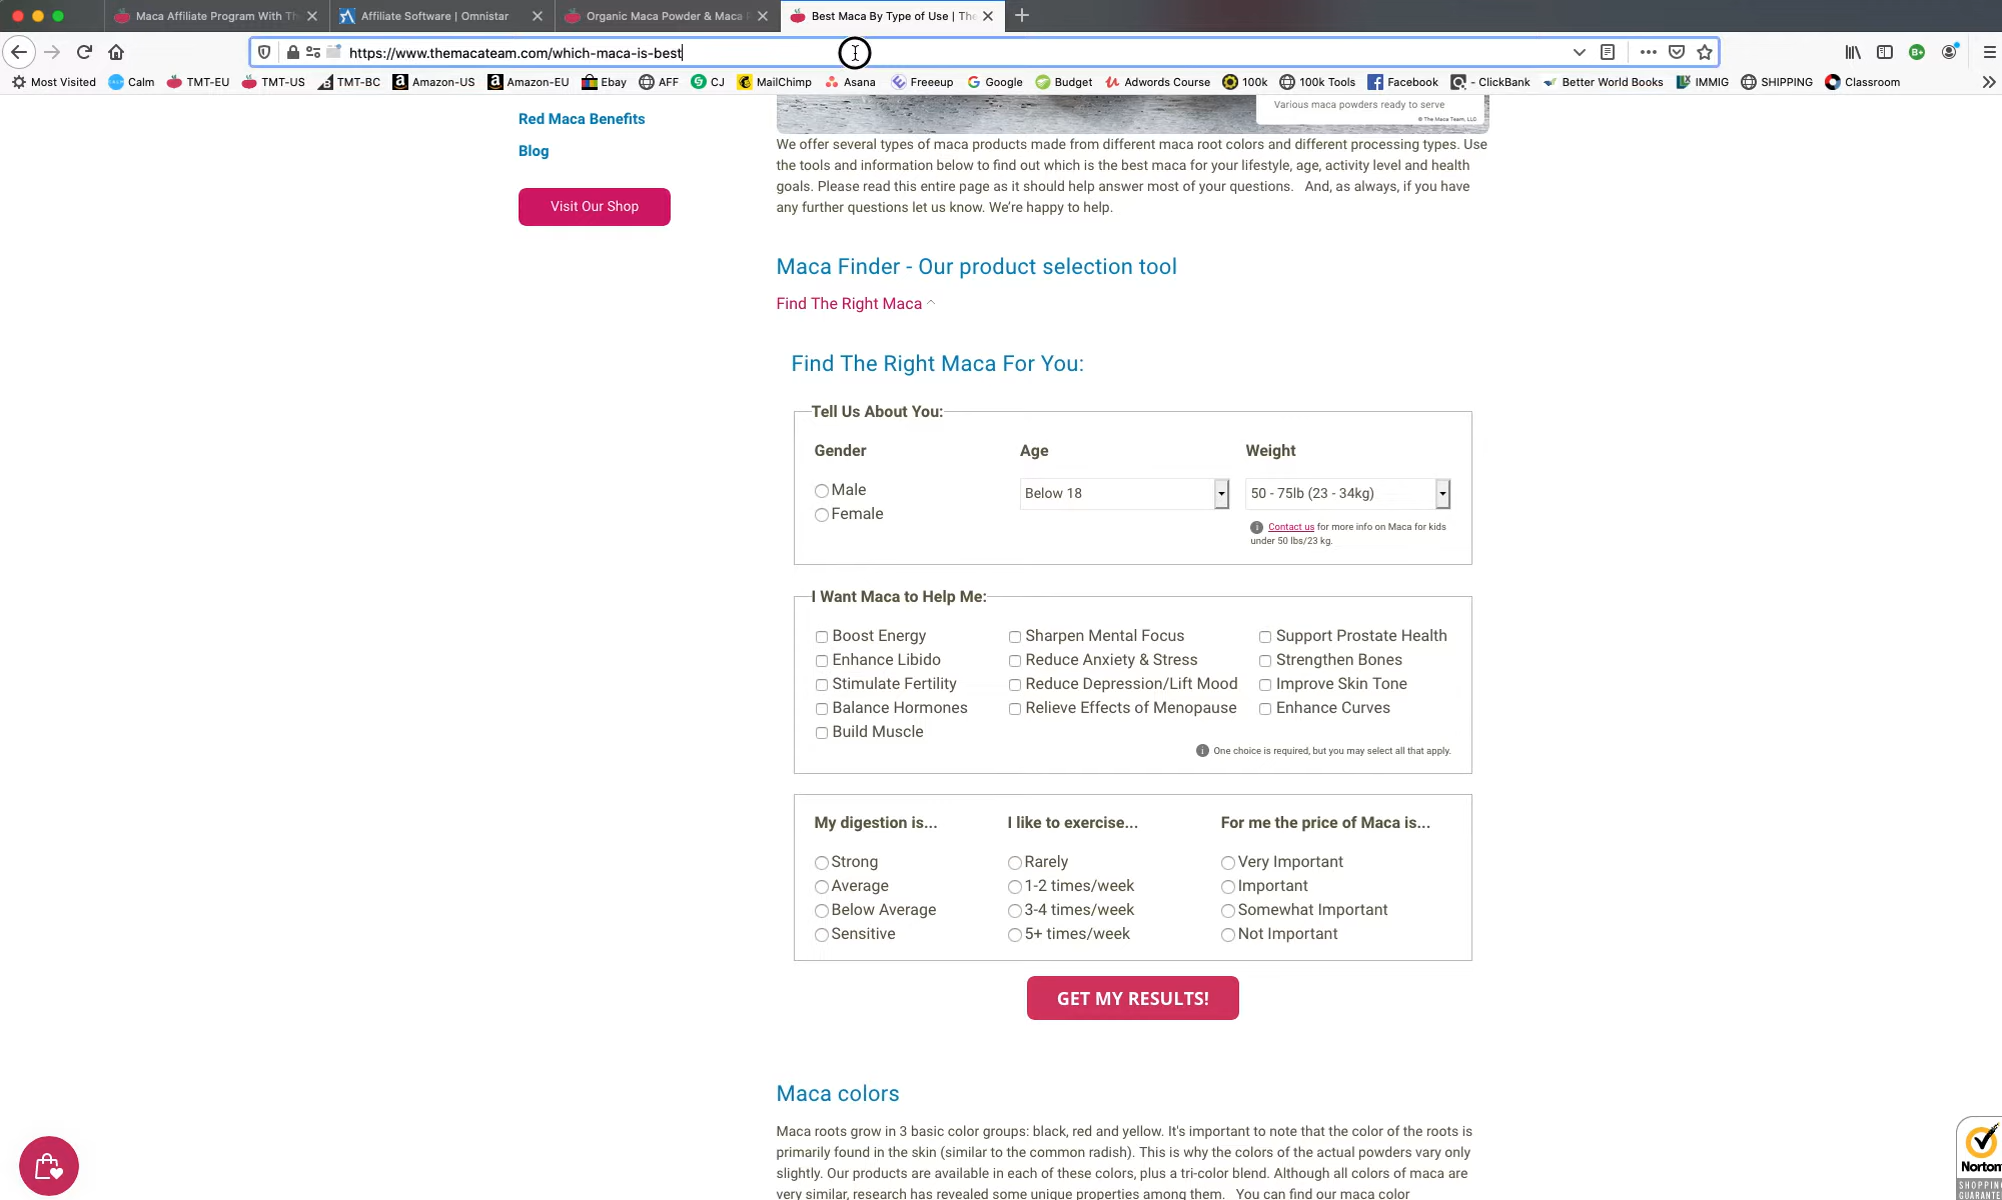 Maca Affiliate Program With Th
Affiliate Software | Omnistar
Organic Maca Powder & Maca
Best Maca By Type of Use | The
https://www.themacateam.com/which-maca-is-best
Most Visited
Calm
TMT-EU
TMT-US
TMT-BC
Amazon-US
Amazon-EU
Ebay
AFF
CJ
MailChimp
Asana
Freeeup
Google
Budget
Adwords Course
100k
100k Tools
Facebook
- ClickBank
Better World Books
IMMIG
SHIPPING
Classroom
Various maca powders ready to serve
© The Maca Team, LLC
Red Maca Benefits
Blog
Visit Our Shop
We offer several types of maca products made from different maca root colors and different processing types. Use
the tools and information below to find out which is the best maca for your lifestyle, age, activity level and health
goals. Please read this entire page as it should help answer most of your questions. And, as always, if you have
any further questions let us know. We're happy to help.
Maca Finder - Our product selection tool
Find The Right Maca
Find The Right Maca For You:
Tell Us About You:
Gender
Age
Weight
Male
Female
Below 18
50 - 75lb (23 - 34kg)
Contact us for more info on Maca for kids
under 50 lbs/23 kg.
I Want Maca to Help Me:
Boost Energy
Enhance Libido
Stimulate Fertility
Balance Hormones
Build Muscle
Sharpen Mental Focus
Reduce Anxiety & Stress
Reduce Depression/Lift Mood
Relieve Effects of Menopause
Support Prostate Health
Strengthen Bones
Improve Skin Tone
Enhance Curves
One choice is required, but you may select all that apply.
My digestion is...
Strong
Average
Below Average
Sensitive
I like to exercise...
Rarely
1-2 times/week
3-4 times/week
5+ times/week
For me the price of Maca is...
Very Important
Important
Somewhat Important
Not Important
GET MY RESULTS!
Maca colors
Maca roots grow in 3 basic color groups: black, red and yellow. It's important to note that the color of the roots is
primarily found in the skin (similar to the common radish). This is why the colors of the actual powders vary only
slightly. Our products are available in each of these colors, plus a tri-color blend. Although all colors of maca are
very similar, research has revealed some unique properties among them. You can find our maca color
Norton
SHOPPING
GUARANTEE